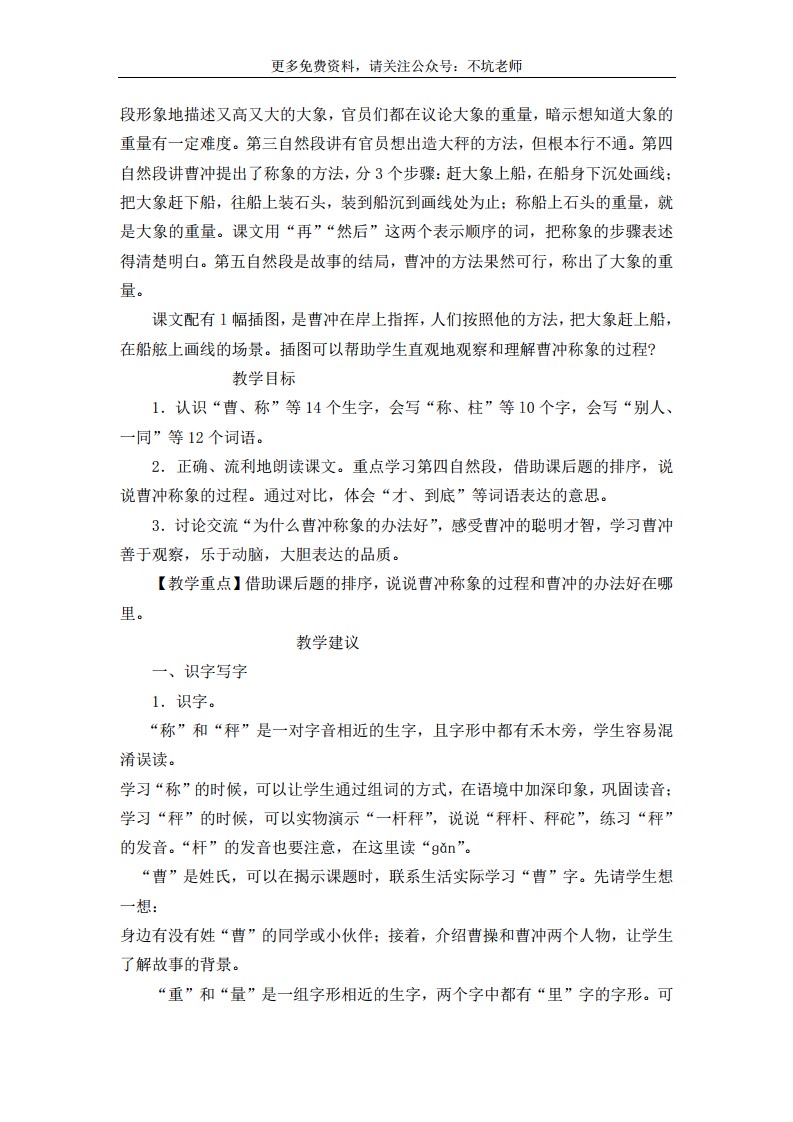 更多免费资料，请关注公众号：不坑老师
段形象地描述又高又大的大象，官员们都在议论大象的重量，暗示想知道大象的
重量有一定难度。第三自然段讲有官员想出造大秤的方法，但根本行不通。第四
自然段讲曹冲提出了称象的方法，分 3 个步骤：赶大象上船，在船身下沉处画线；
把大象赶下船，往船上装石头，装到船沉到画线处为止；称船上石头的重量，就
是大象的重量。课文用“再”“然后”这两个表示顺序的词，把称象的步骤表述
得清楚明白。第五自然段是故事的结局，曹冲的方法果然可行，称出了大象的重
量。
课文配有 l 幅插图，是曹冲在岸上指挥，人们按照他的方法，把大象赶上船，
在船舷上画线的场景。插图可以帮助学生直观地观察和理解曹冲称象的过程?
教学目标
1．认识“曹、称”等 14 个生字，会写“称、柱”等 10 个字，会写“别人、
一同”等 12 个词语。
2．正确、流利地朗读课文。重点学习第四自然段，借助课后题的排序，说
说曹冲称象的过程。通过对比，体会“才、到底”等词语表达的意思。
3．讨论交流“为什么曹冲称象的办法好”，感受曹冲的聪明才智，学习曹冲
善于观察，乐于动脑，大胆表达的品质。
【教学重点】借助课后题的排序，说说曹冲称象的过程和曹冲的办法好在哪
里。
教学建议
一、识字写字
1．识字。
“称”和“秤”是一对字音相近的生字，且字形中都有禾木旁，学生容易混
淆误读。
学习“称”的时候，可以让学生通过组词的方式，在语境中加深印象，巩固读音；
学习“秤”的时候，可以实物演示“一杆秤”，说说“秤杆、秤砣”，练习“秤”
的发音。“杆”的发音也要注意，在这里读“ɡǎn”。
“曹”是姓氏，可以在揭示课题时，联系生活实际学习“曹”字。先请学生想
一想：
身边有没有姓“曹”的同学或小伙伴；接着，介绍曹操和曹冲两个人物，让学生
了解故事的背景。
“重”和“量”是一组字形相近的生字，两个字中都有“里”字的字形。可